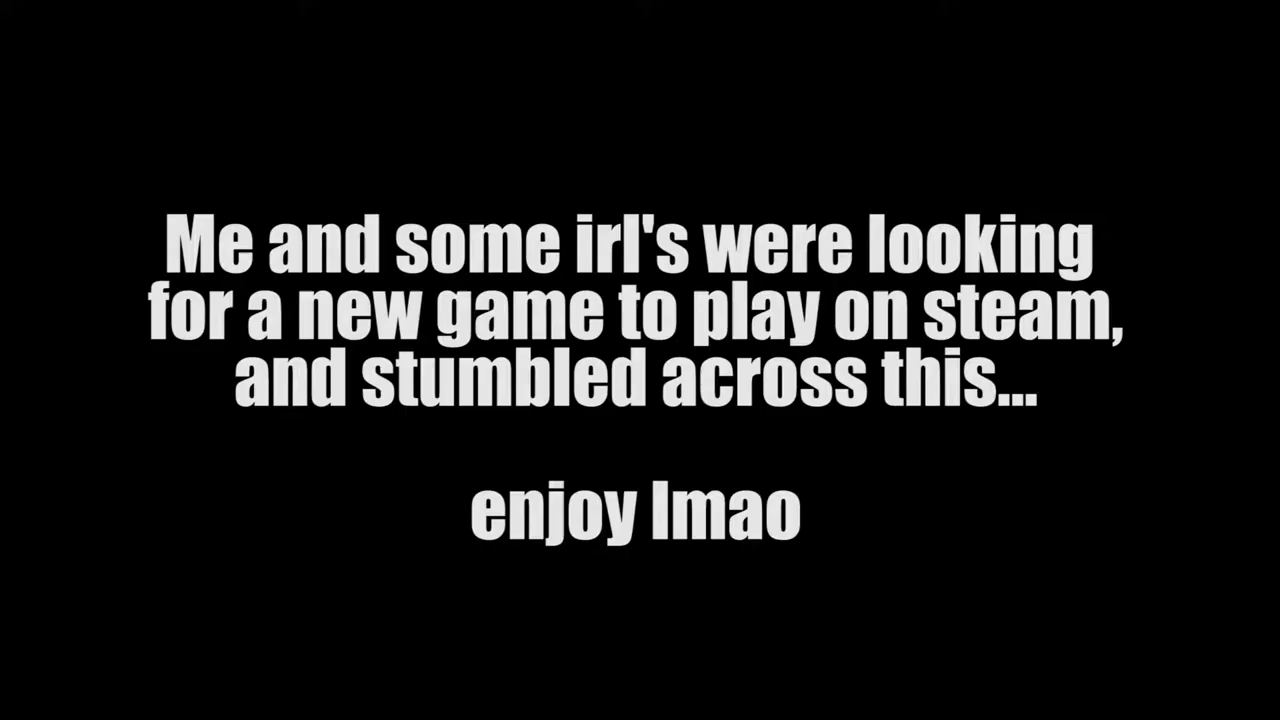 Me and some irl's were looking
for a new game to play on steam,
and stumbled across this...
enjoy lmao